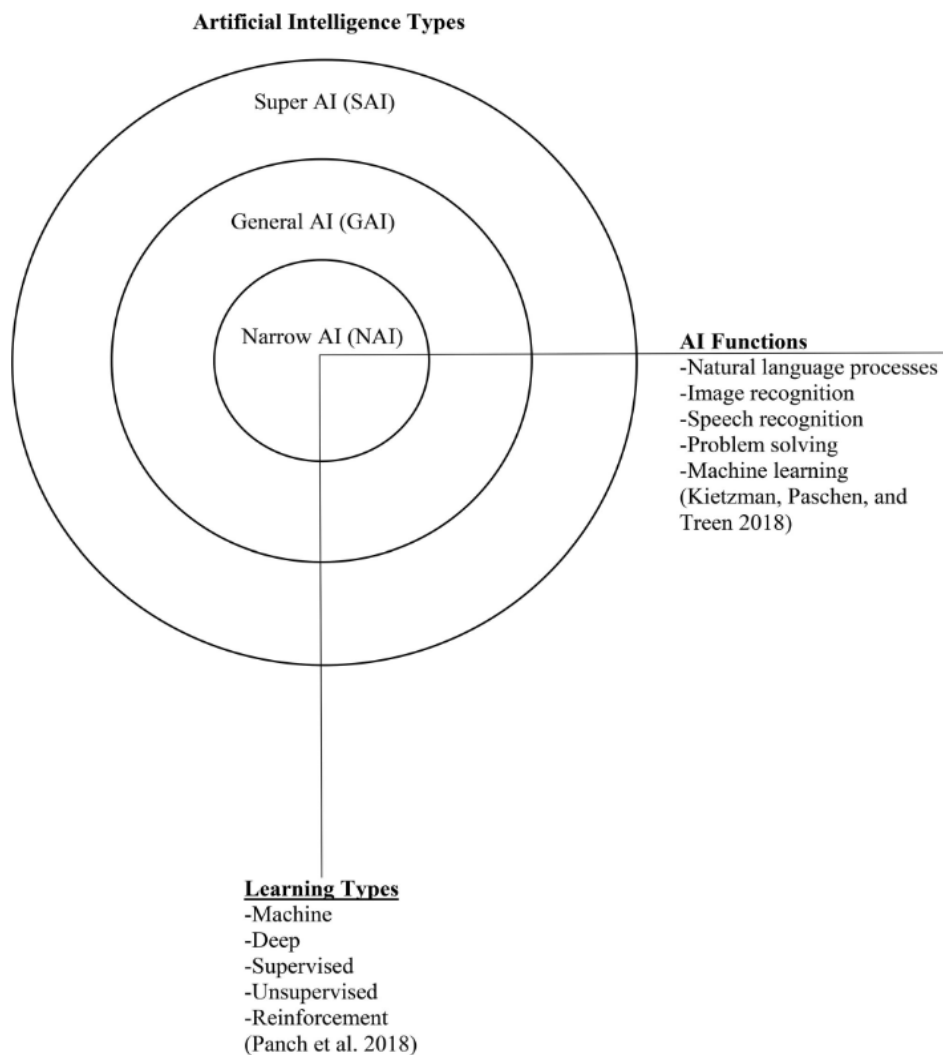 Artificial Intelligence Types
Super AI (SAI)
General AI (GAI)
Narrow AI (NAI)
AI Functions
-Natural language processes
-Image recognition
-Speech recognition
-Problem solving
-Machine learning
(Kietzman, Paschen, and
Treen 2018)
Learning Types
-Machine
-Deep
-Supervised
-Unsupervised
-Reinforcement
(Panch et al. 2018)